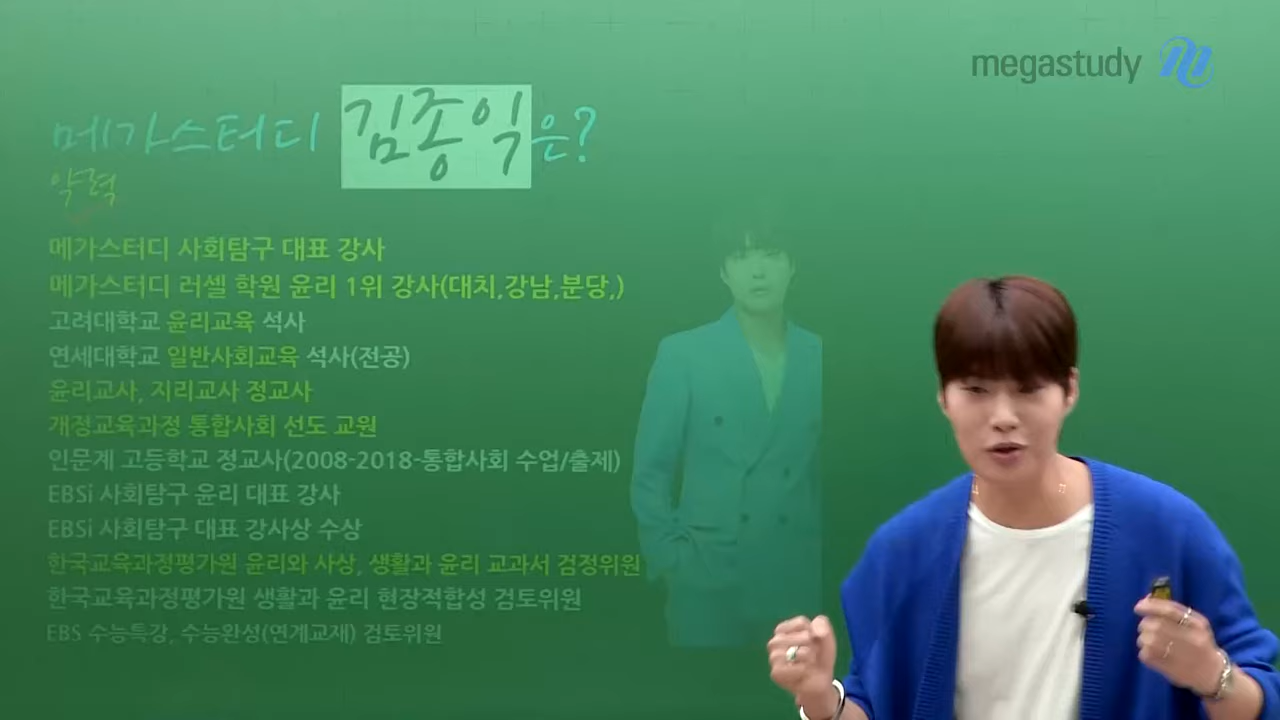 megastudy
메가스터디 김종익은?
약력
메가스터디 사회탐구 대표 강사
메가스터디 러셀 학원 윤리 1위 강사(대치,강남,분당,)
고려대학교 윤리교육 석사
연세대학교 일반사회교육 석사(전공)
윤리교사, 지리교사 정교사
개정교육과정 통합사회 선도 교원
인문계 고등학교 정교사(2008-2018-통합사회 수업/출제)
EBSi 사회탐구 윤리 대표 강사
EBSi 사회탐구 대표 강사상 수상
한국교육과정평가원 윤리와 사상, 생활과 윤리 교과서 검정위원
한국교육과정평가원 생활과 윤리 현장적합성 검토위원
EBS 수능특강, 수능완성(연계교재) 검토위원